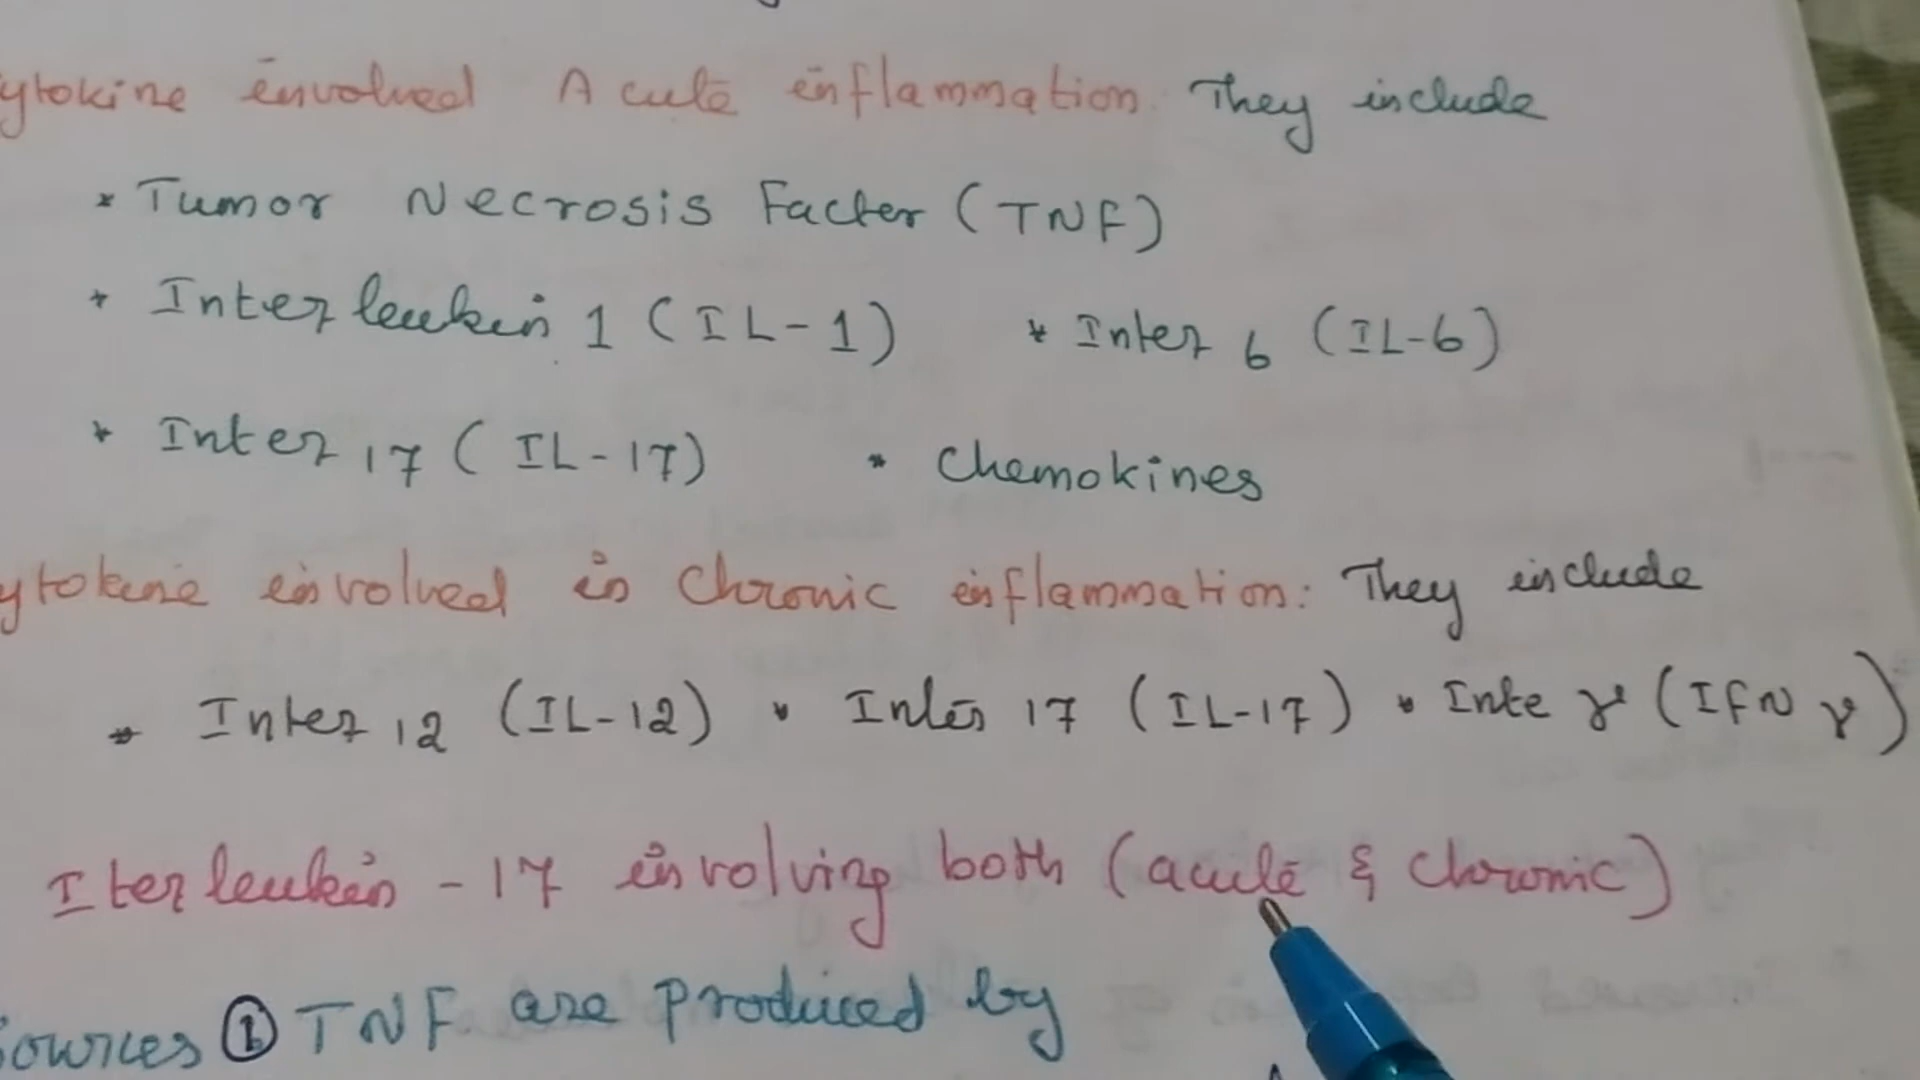 ytokine involved Acute inflammation. They include
* Tumor Necrosis Factor (TNF)
* Interleukin 1 (IL-1) * Inter 6 (IL-6)
* Inter 17 (IL-17) * Chemokines
ytokine involved in Chronic inflammation: They include
* Inter 12 (IL-12) * Inter 17 (IL-17) * Inte γ (IFN γ)
Iterleukin - 17 involving both (acute & chronic)
Sources ① TNF are produced by